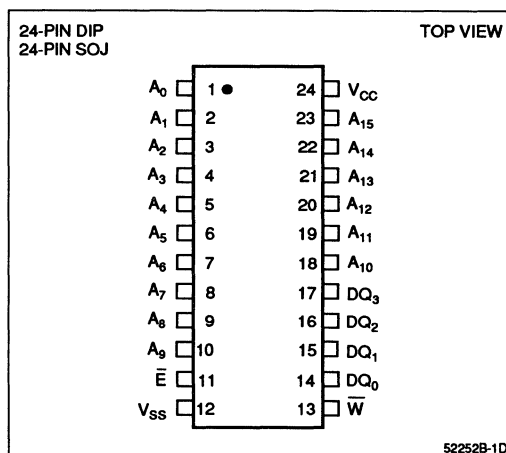 24-PIN DIP TOP VIEW
24-PIN SOJ
A₀ 1 24 V_CC
A₁ 2 23 A₁₅
A₂ 3 22 A₁₄
A₃ 4 21 A₁₃
A₄ 5 20 A₁₂
A₅ 6 19 A₁₁
A₆ 7 18 A₁₀
A₇ 8 17 DQ₃
A₈ 9 16 DQ₂
A₉ 10 15 DQ₁
E̅ 11 14 DQ₀
V_SS 12 13 W̅
52252B-1D